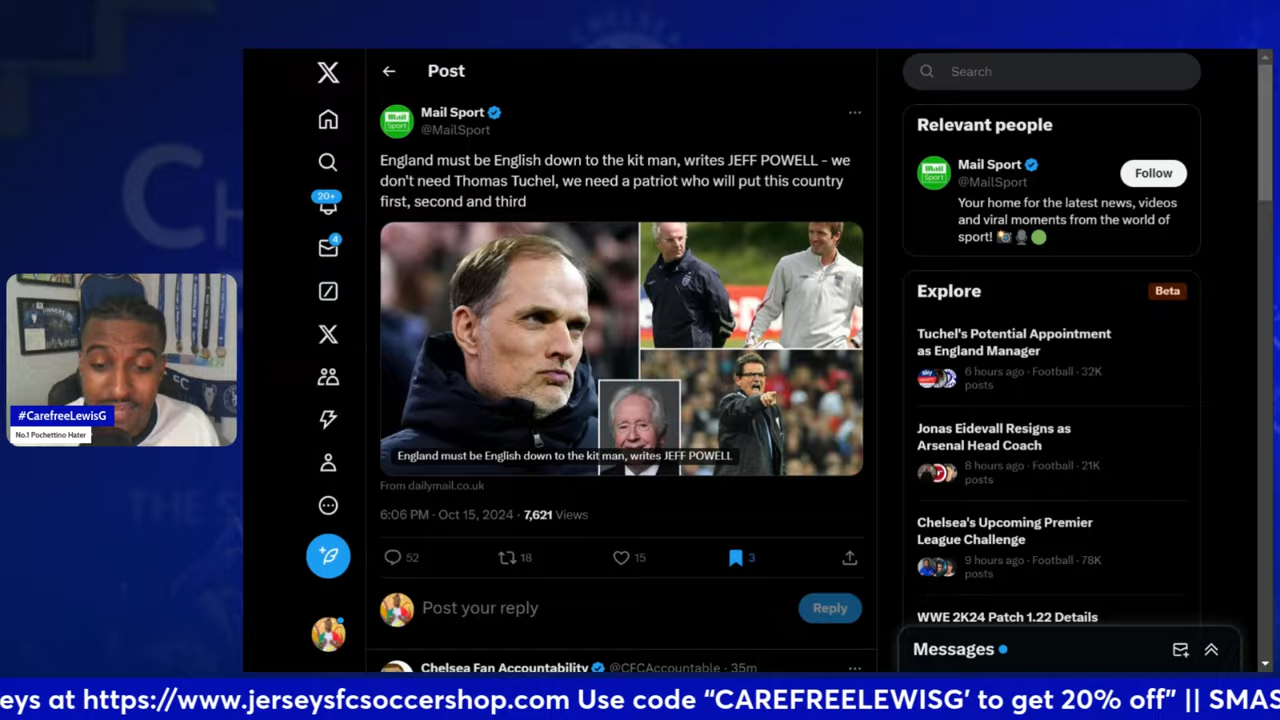 Post
Mail Sport
@MailSport
England must be English down to the kit man, writes JEFF POWELL - we
don't need Thomas Tuchel, we need a patriot who will put this country
first, second and third
England must be English down to the kit man, writes JEFF POWELL
From dailymail.co.uk
6:06 PM · Oct 15, 2024 · 7,621 Views
52
18
15
3
Post your reply
Reply
Chelsea Fan Accountability @CFCAccountable · 35m
20+
4
Search
Relevant people
Mail Sport
@MailSport
Follow
Your home for the latest news, videos
and viral moments from the world of
sport!
Explore
Beta
Tuchel's Potential Appointment
as England Manager
6 hours ago · Football · 32K
posts
Jonas Eidevall Resigns as
Arsenal Head Coach
8 hours ago · Football · 21K
posts
Chelsea's Upcoming Premier
League Challenge
9 hours ago · Football · 78K
posts
WWE 2K24 Patch 1.22 Details
Messages
#CarefreeLewisG
No.1 Pochettino Hater
eys at https://www.jerseysfcsoccershop.com Use code “CAREFREELEWISG' to get 20% off” || SMAS